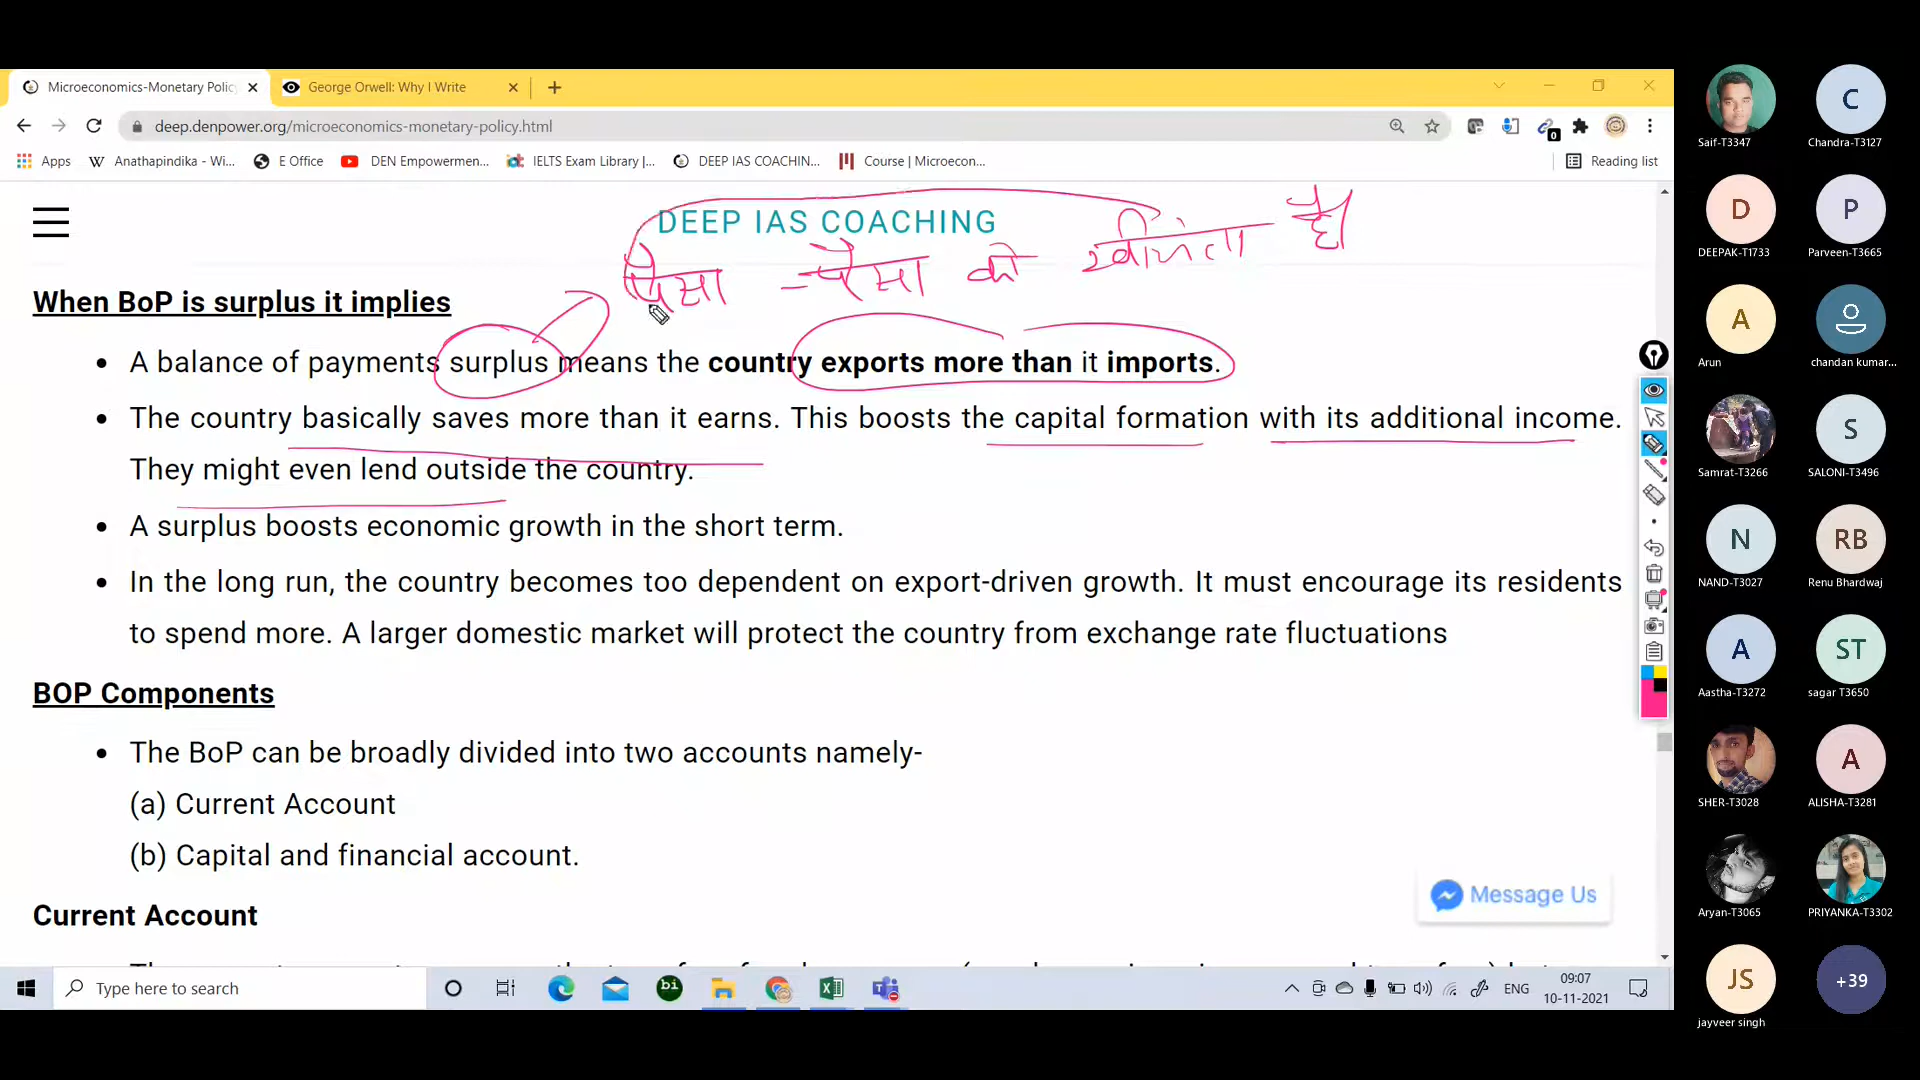 Microeconomics-Monetary Polic
George Orwell: Why I Write
deep.denpower.org/microeconomics-monetary-policy.html
0
Apps
Anathapindika - Wi...
E Office
DEN Empowermen...
IELTS Exam Library |...
DEEP IAS COACHIN...
Course | Microecon...
Reading list
DEEP IAS COACHING
पैसा - पैसा को खींचता है
When BoP is surplus it implies
• A balance of payments surplus means the country exports more than it imports.
• The country basically saves more than it earns. This boosts the capital formation with its additional income.
They might even lend outside the country.
• A surplus boosts economic growth in the short term.
• In the long run, the country becomes too dependent on export-driven growth. It must encourage its residents
to spend more. A larger domestic market will protect the country from exchange rate fluctuations
BOP Components
• The BoP can be broadly divided into two accounts namely-
(a) Current Account
(b) Capital and financial account.
Message Us
Current Account
Type here to search
bi
ENG
09:07
10-11-2021
Saif-T3347
C
Chandra-T3127
D
DEEPAK-T1733
P
Parveen-T3665
A
Arun
chandan kumar...
Samrat-T3266
S
SALONI-T3496
N
NAND-T3027
RB
Renu Bhardwaj
A
Aastha-T3272
ST
sagar T3650
SHER-T3028
A
ALISHA-T3281
Aryan-T3065
PRIYANKA-T3302
JS
jayveer singh
+39